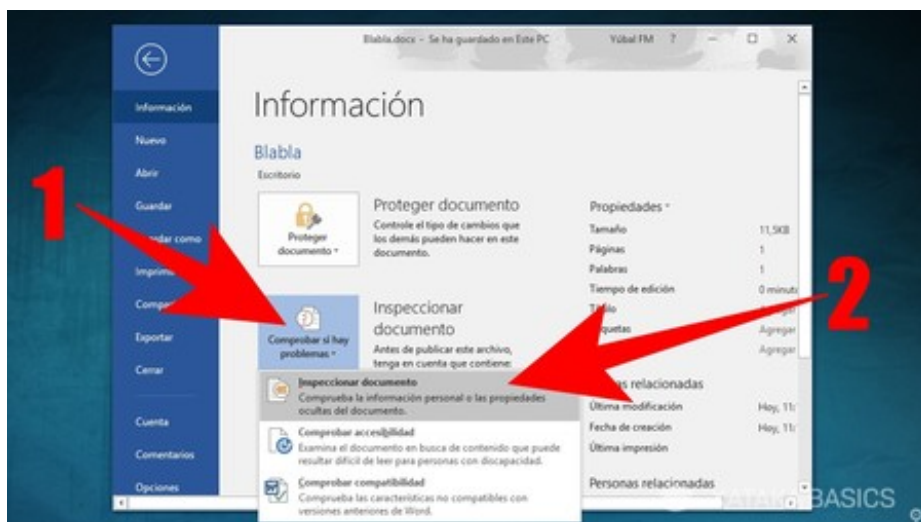 Blabla.docx - Se ha guardado en Este PC
Yúbal FM ?
Información
Nuevo
Abrir
Guardar
como
Exportar
Cerrar
Cuenta
Comentarios
Opciones
Información
Blabla
Escritorio
Proteger documento
Proteger documento
Controle el tipo de cambios que
los demás pueden hacer en este
documento.
1
Comprobar si hay
problemas
Inspeccionar
documento
Antes de publicar este archivo,
tenga en cuenta que contiene:
Inspeccionar documento
Comprueba la información personal o las propiedades
ocultas del documento.
Comprobar accesibilidad
Examina el documento en busca de contenido que puede
resultar difícil de leer para personas con discapacidad.
Comprobar compatibilidad
Comprueba las características no compatibles con
versiones anteriores de Word.
2
Propiedades
Tamaño 11,5KB
Páginas 1
Palabras 1
Tiempo de edición 0
Agregar
Agregar
relacionadas
Última modificación Hoy, 11:
Fecha de creación Hoy, 11:
Última impresión
Personas relacionadas
BASICS